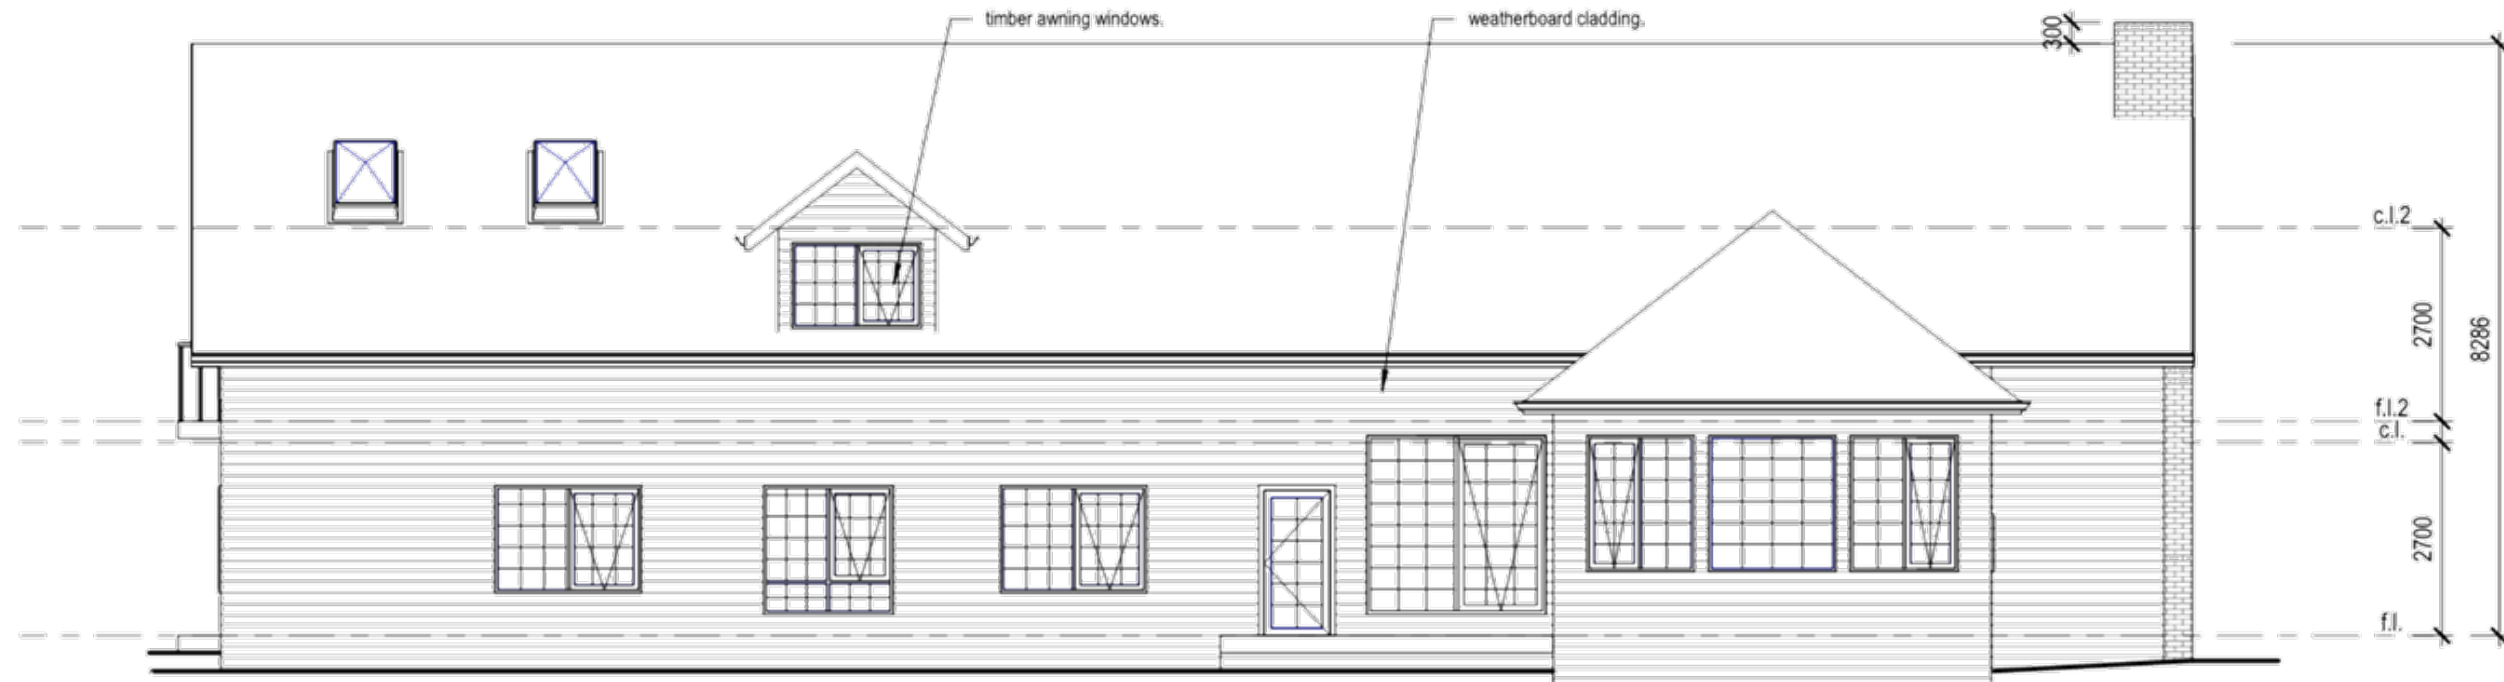 timber awning windows.
weatherboard cladding.
300
c.l.2
2700
8286
f.l.2
c.l.
2700
f.l.